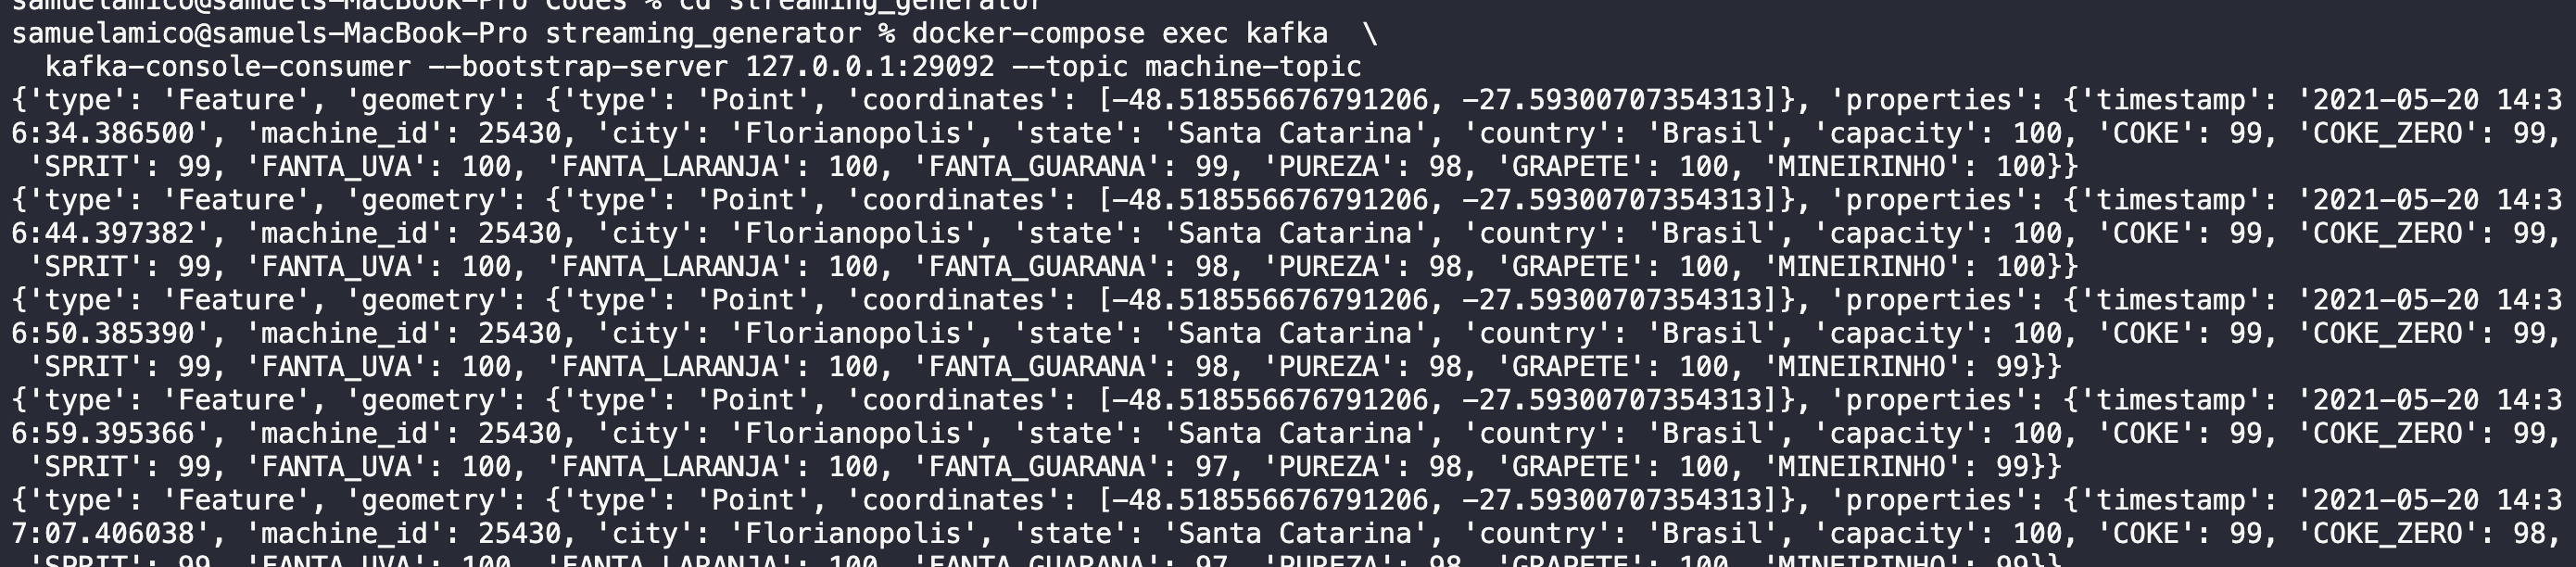 samuelamico@samuels-MacBook-Pro codes % cd streaming_generator
samuelamico@samuels-MacBook-Pro streaming_generator % docker-compose exec kafka  \
  kafka-console-consumer --bootstrap-server 127.0.0.1:29092 --topic machine-topic
{'type': 'Feature', 'geometry': {'type': 'Point', 'coordinates': [-48.518556676791206, -27.59300707354313]}, 'properties': {'timestamp': '2021-05-20 14:3
6:34.386500', 'machine_id': 25430, 'city': 'Florianopolis', 'state': 'Santa Catarina', 'country': 'Brasil', 'capacity': 100, 'COKE': 99, 'COKE_ZERO': 99,
 'SPRIT': 99, 'FANTA_UVA': 100, 'FANTA_LARANJA': 100, 'FANTA_GUARANA': 99, 'PUREZA': 98, 'GRAPETE': 100, 'MINEIRINHO': 100}}
{'type': 'Feature', 'geometry': {'type': 'Point', 'coordinates': [-48.518556676791206, -27.59300707354313]}, 'properties': {'timestamp': '2021-05-20 14:3
6:44.397382', 'machine_id': 25430, 'city': 'Florianopolis', 'state': 'Santa Catarina', 'country': 'Brasil', 'capacity': 100, 'COKE': 99, 'COKE_ZERO': 99,
 'SPRIT': 99, 'FANTA_UVA': 100, 'FANTA_LARANJA': 100, 'FANTA_GUARANA': 98, 'PUREZA': 98, 'GRAPETE': 100, 'MINEIRINHO': 100}}
{'type': 'Feature', 'geometry': {'type': 'Point', 'coordinates': [-48.518556676791206, -27.59300707354313]}, 'properties': {'timestamp': '2021-05-20 14:3
6:50.385390', 'machine_id': 25430, 'city': 'Florianopolis', 'state': 'Santa Catarina', 'country': 'Brasil', 'capacity': 100, 'COKE': 99, 'COKE_ZERO': 99,
 'SPRIT': 99, 'FANTA_UVA': 100, 'FANTA_LARANJA': 100, 'FANTA_GUARANA': 98, 'PUREZA': 98, 'GRAPETE': 100, 'MINEIRINHO': 99}}
{'type': 'Feature', 'geometry': {'type': 'Point', 'coordinates': [-48.518556676791206, -27.59300707354313]}, 'properties': {'timestamp': '2021-05-20 14:3
6:59.395366', 'machine_id': 25430, 'city': 'Florianopolis', 'state': 'Santa Catarina', 'country': 'Brasil', 'capacity': 100, 'COKE': 99, 'COKE_ZERO': 99,
 'SPRIT': 99, 'FANTA_UVA': 100, 'FANTA_LARANJA': 100, 'FANTA_GUARANA': 97, 'PUREZA': 98, 'GRAPETE': 100, 'MINEIRINHO': 99}}
{'type': 'Feature', 'geometry': {'type': 'Point', 'coordinates': [-48.518556676791206, -27.59300707354313]}, 'properties': {'timestamp': '2021-05-20 14:3
7:07.406038', 'machine_id': 25430, 'city': 'Florianopolis', 'state': 'Santa Catarina', 'country': 'Brasil', 'capacity': 100, 'COKE': 99, 'COKE_ZERO': 98,
 'SPRIT': 99, 'FANTA_UVA': 100, 'FANTA_LARANJA': 100, 'FANTA_GUARANA': 97, 'PUREZA': 98, 'GRAPETE': 100, 'MINEIRINHO': 99}}